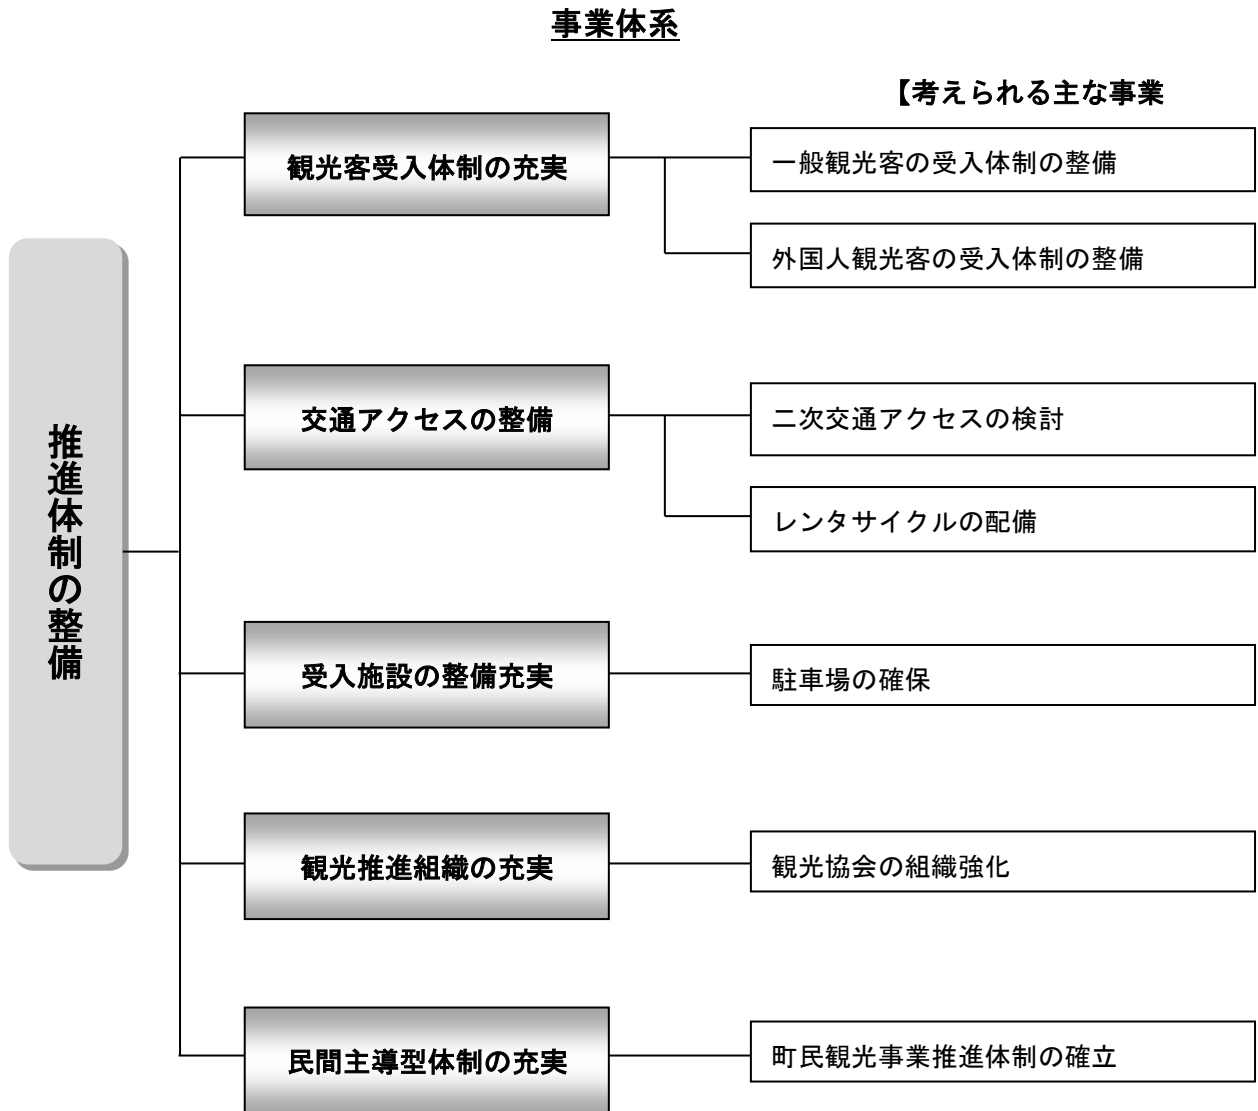 事業体系
【考えられる主な事業
推進体制の整備
観光客受入体制の充実
一般観光客の受入体制の整備
外国人観光客の受入体制の整備
交通アクセスの整備
二次交通アクセスの検討
レンタサイクルの配備
受入施設の整備充実
駐車場の確保
観光推進組織の充実
観光協会の組織強化
民間主導型体制の充実
町民観光事業推進体制の確立